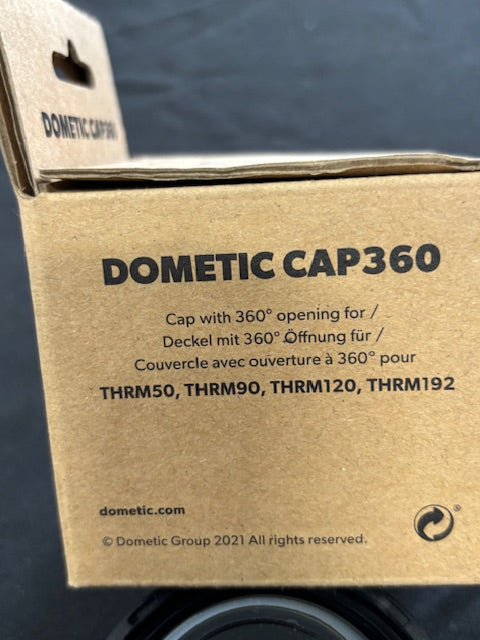 DOMETIC CAP360
DOMETIC CAP360
Cap with 360° opening for /
Deckel mit 360° Öffnung für /
Couvercle avec ouverture à 360° pour
THRM50, THRM90, THRM120, THRM192
dometic.com
© Dometic Group 2021 All rights reserved.
®